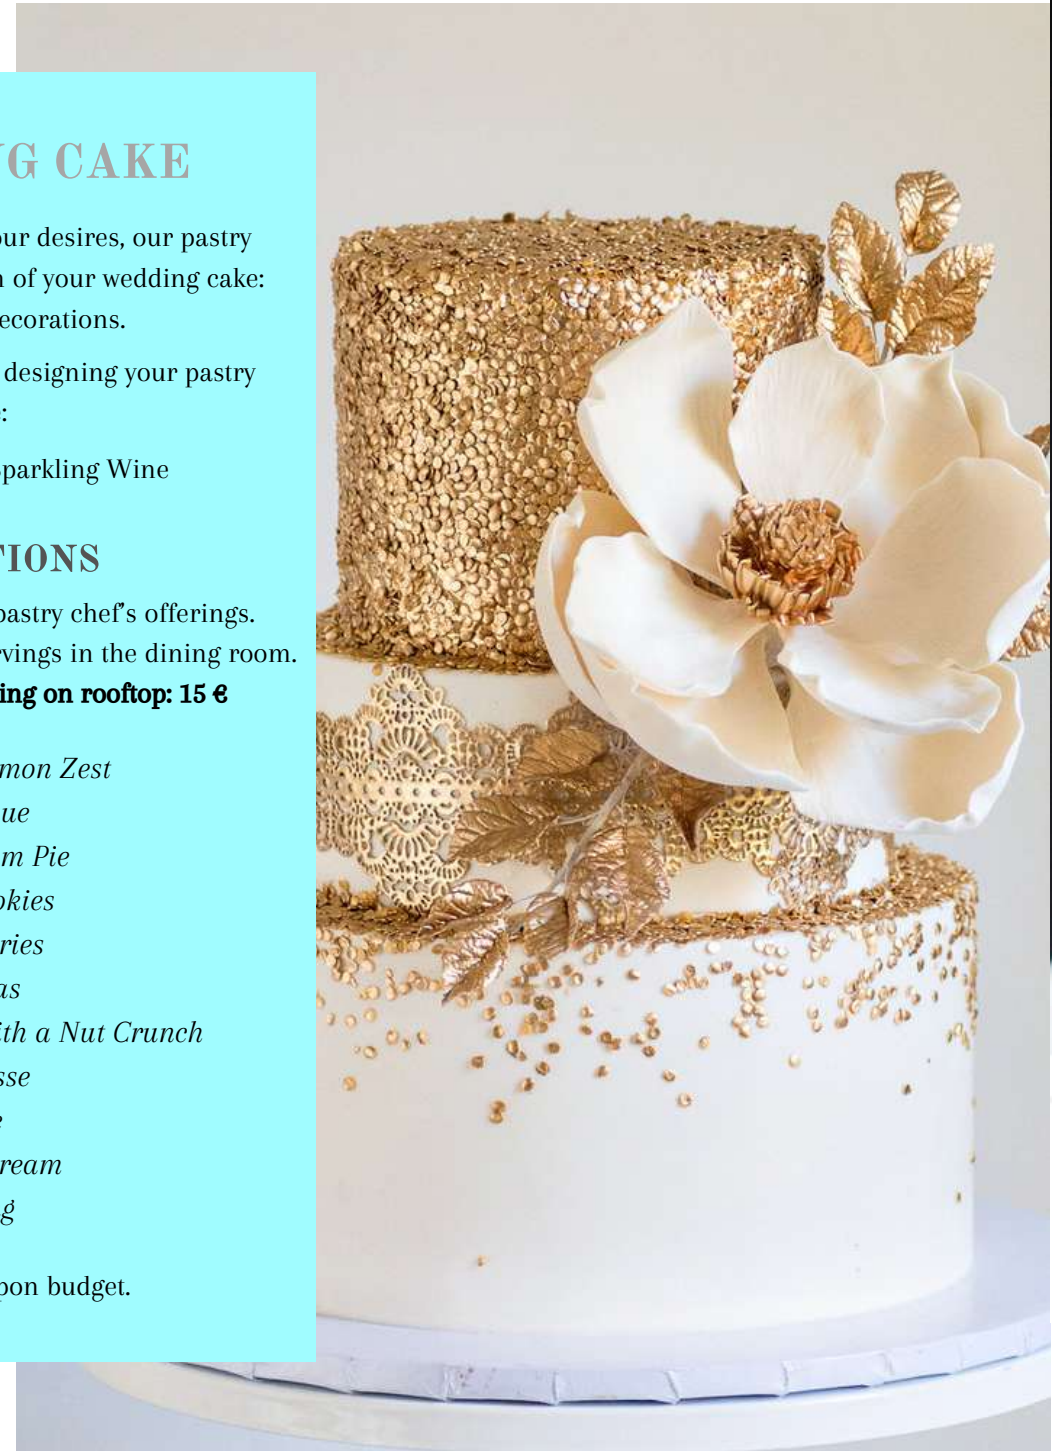 G CAKE
our desires, our pastry
of your wedding cake:
ecorations.
designing your pastry
:
Sparkling Wine
TIONS
pastry chef's offerings.
rvings in the dining room.
ing on rooftop: 15 €
mon Zest
ue
m Pie
okies
ries
as
ith a Nut Crunch
sse
e
ream
g
pon budget.